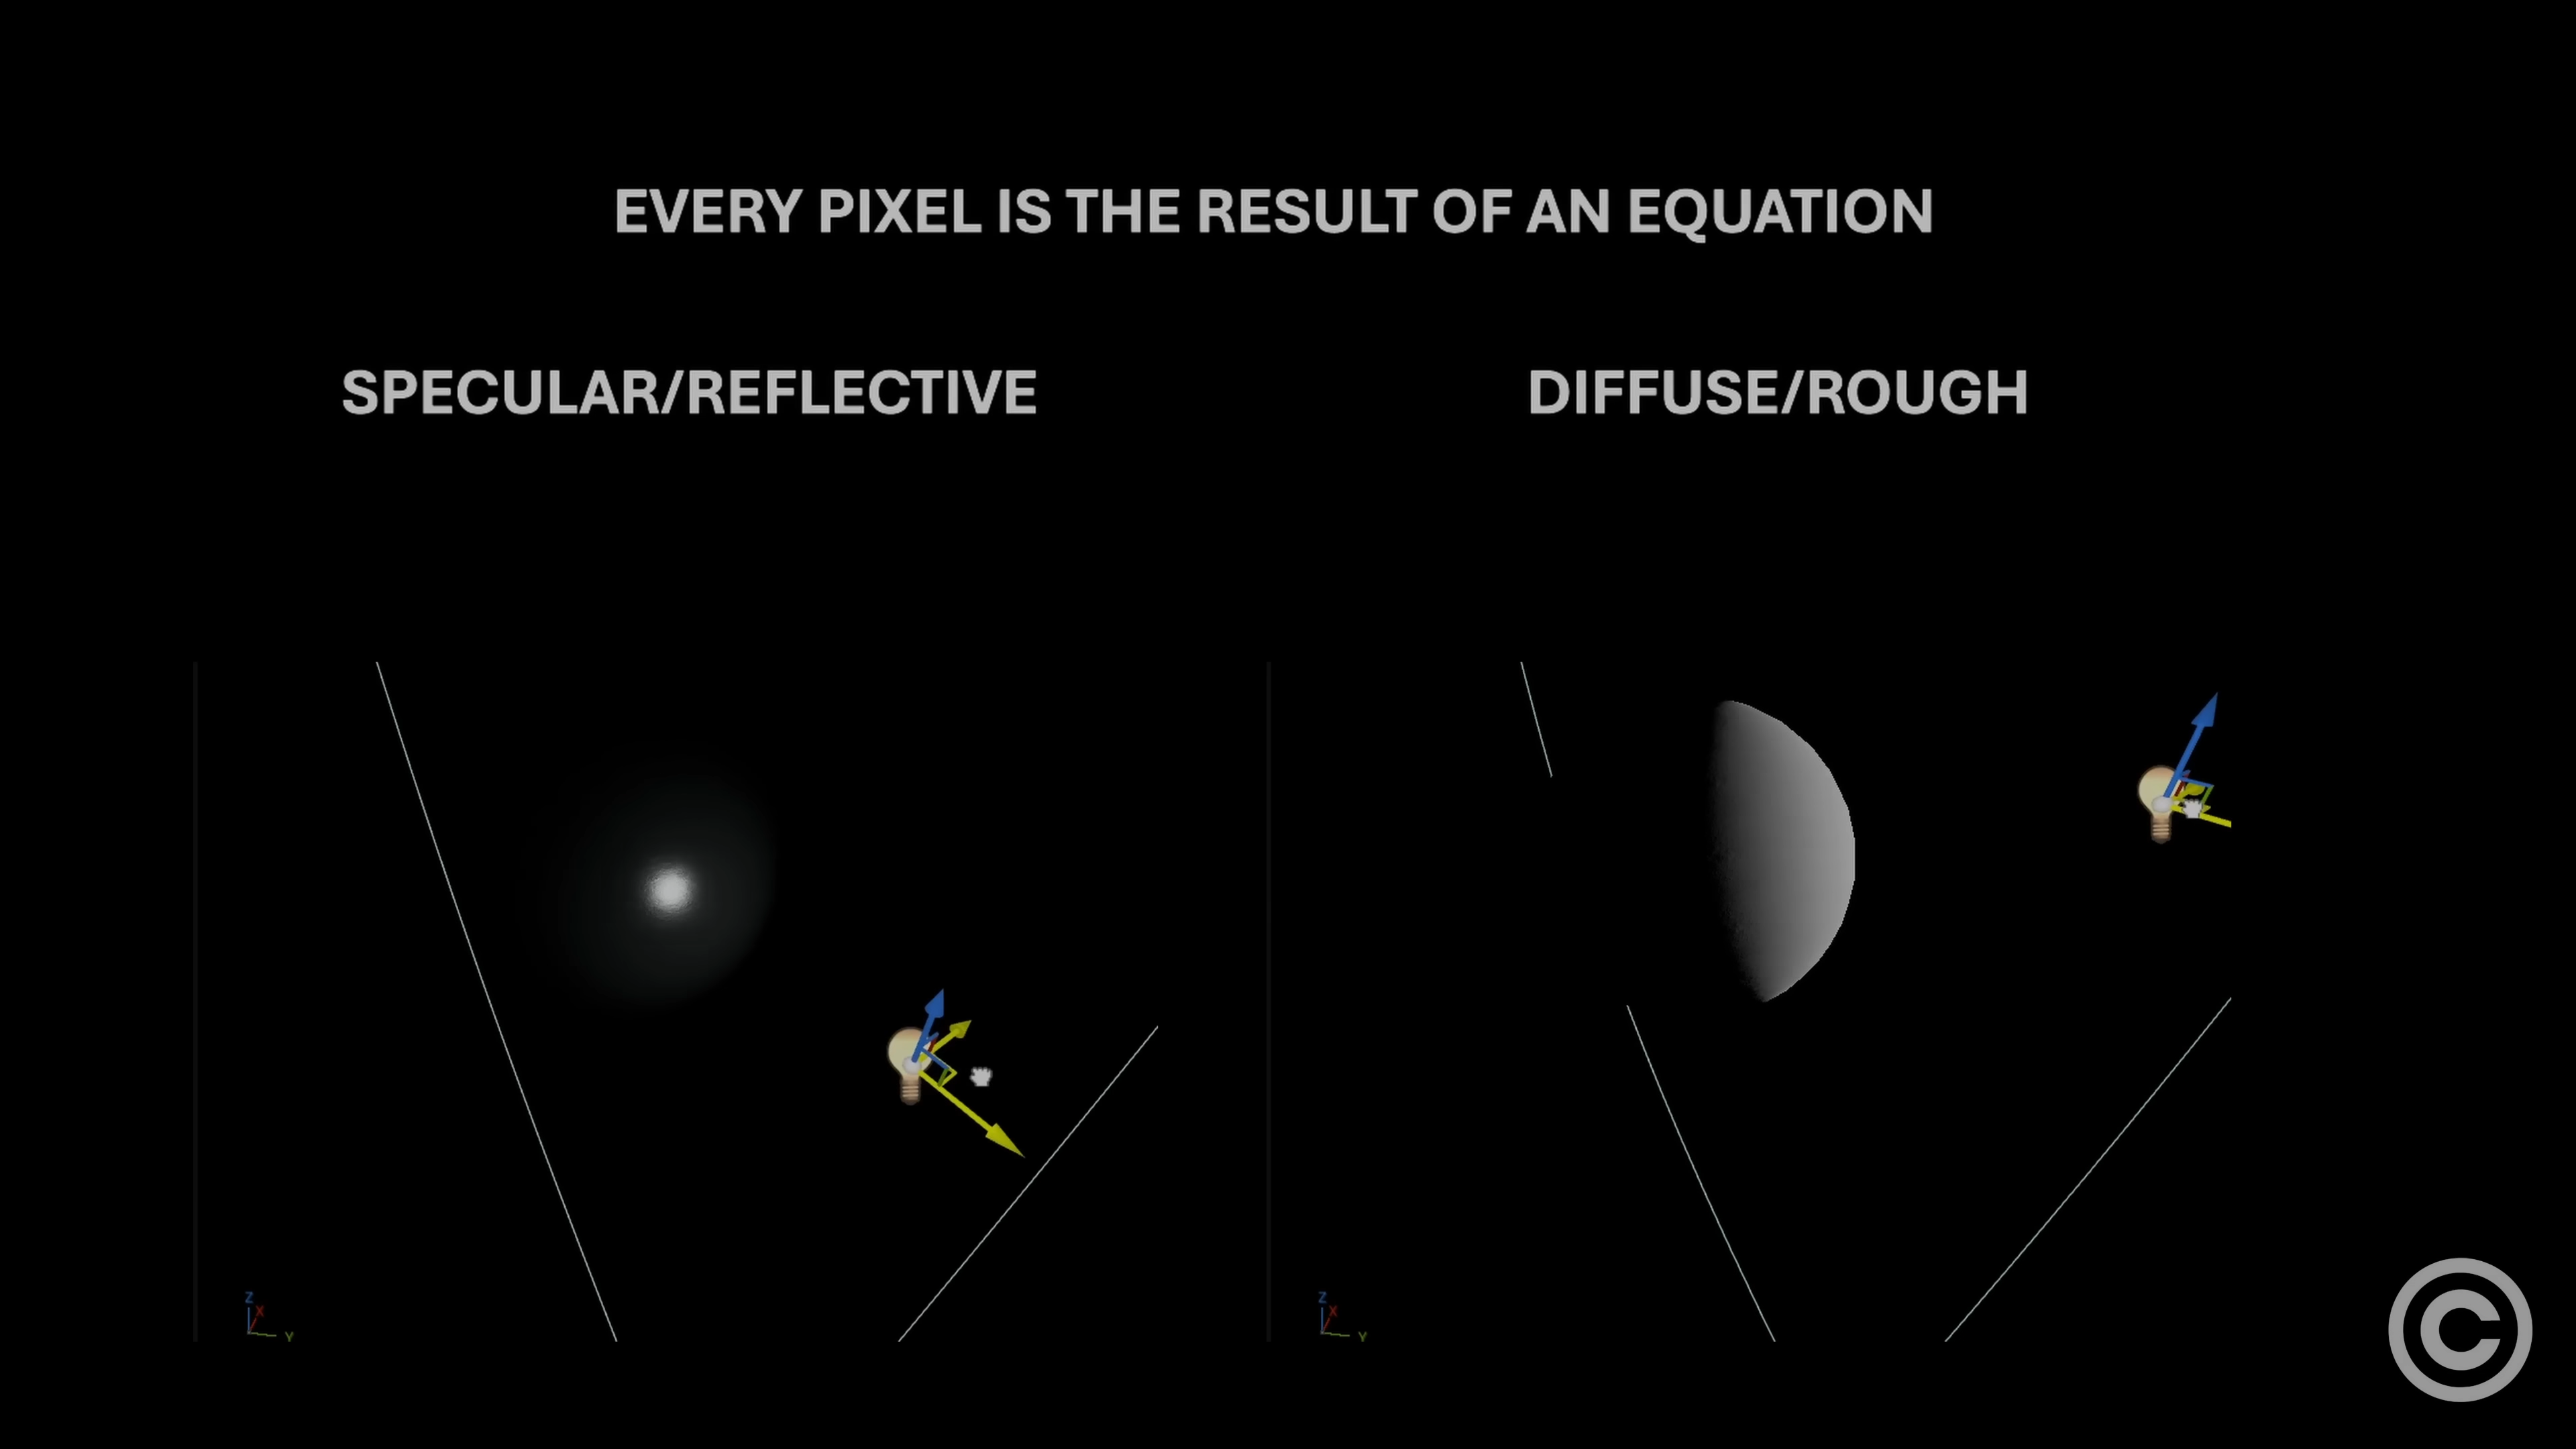 EVERY PIXEL IS THE RESULT OF AN EQUATION
SPECULAR/REFLECTIVE
DIFFUSE/ROUGH
Z
X
Y
Z
X
Y
©